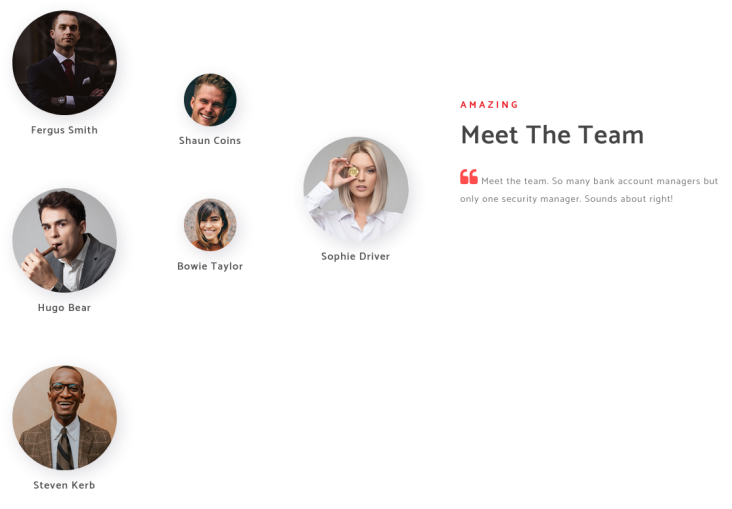 Fergus Smith
Shaun Coins
Hugo Bear
Bowie Taylor
Sophie Driver
Steven Kerb
AMAZING
Meet The Team
“ Meet the team. So many bank account managers but
only one security manager. Sounds about right!